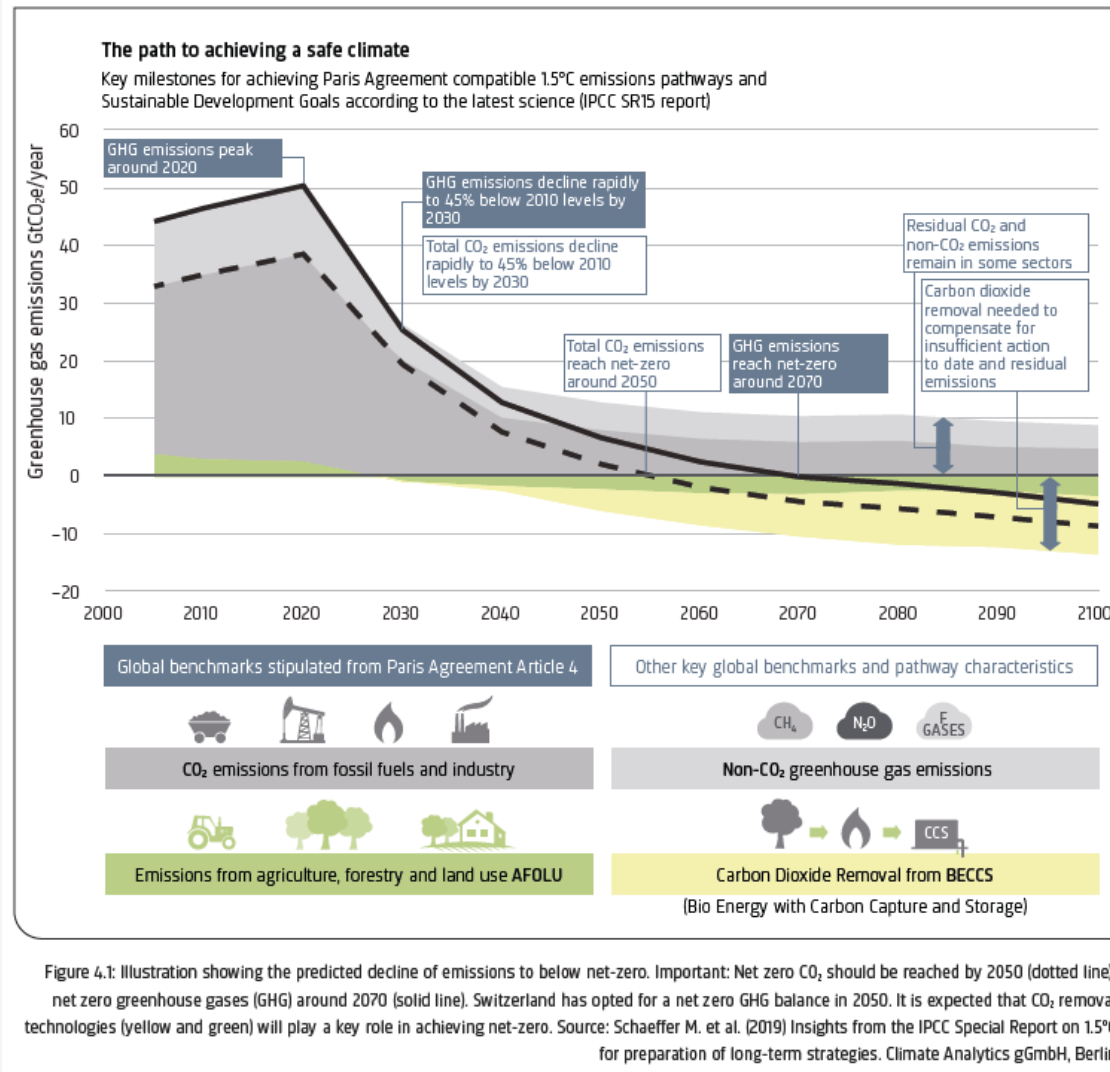 The path to achieving a safe climate
Key milestones for achieving Paris Agreement compatible 1.5°C emissions pathways and
Sustainable Development Goals according to the latest science (IPCC SR15 report)
Greenhouse gas emissions GtCO₂e/year
60
50
40
30
20
10
0
−10
−20
GHG emissions peak
around 2020
GHG emissions decline rapidly
to 45% below 2010 levels by
2030
Total CO₂ emissions decline
rapidly to 45% below 2010
levels by 2030
Total CO₂ emissions
reach net-zero
around 2050
GHG emissions
reach net-zero
around 2070
Residual CO₂ and
non-CO₂ emissions
remain in some sectors
Carbon dioxide
removal needed to
compensate for
insufficient action
to date and residual
emissions
2000 2010 2020 2030 2040 2050 2060 2070 2080 2090 2100
Global benchmarks stipulated from Paris Agreement Article 4
Other key global benchmarks and pathway characteristics
CH₄
N₂O
F
GASES
CO₂ emissions from fossil fuels and industry
Non-CO₂ greenhouse gas emissions
CCS
Emissions from agriculture, forestry and land use AFOLU
Carbon Dioxide Removal from BECCS
(Bio Energy with Carbon Capture and Storage)
Figure 4.1: Illustration showing the predicted decline of emissions to below net-zero. Important: Net zero CO₂ should be reached by 2050 (dotted line)
net zero greenhouse gases (GHG) around 2070 (solid line). Switzerland has opted for a net zero GHG balance in 2050. It is expected that CO₂ remova
technologies (yellow and green) will play a key role in achieving net-zero. Source: Schaeffer M. et al. (2019) Insights from the IPCC Special Report on 1.5°
for preparation of long-term strategies. Climate Analytics gGmbH, Berlin